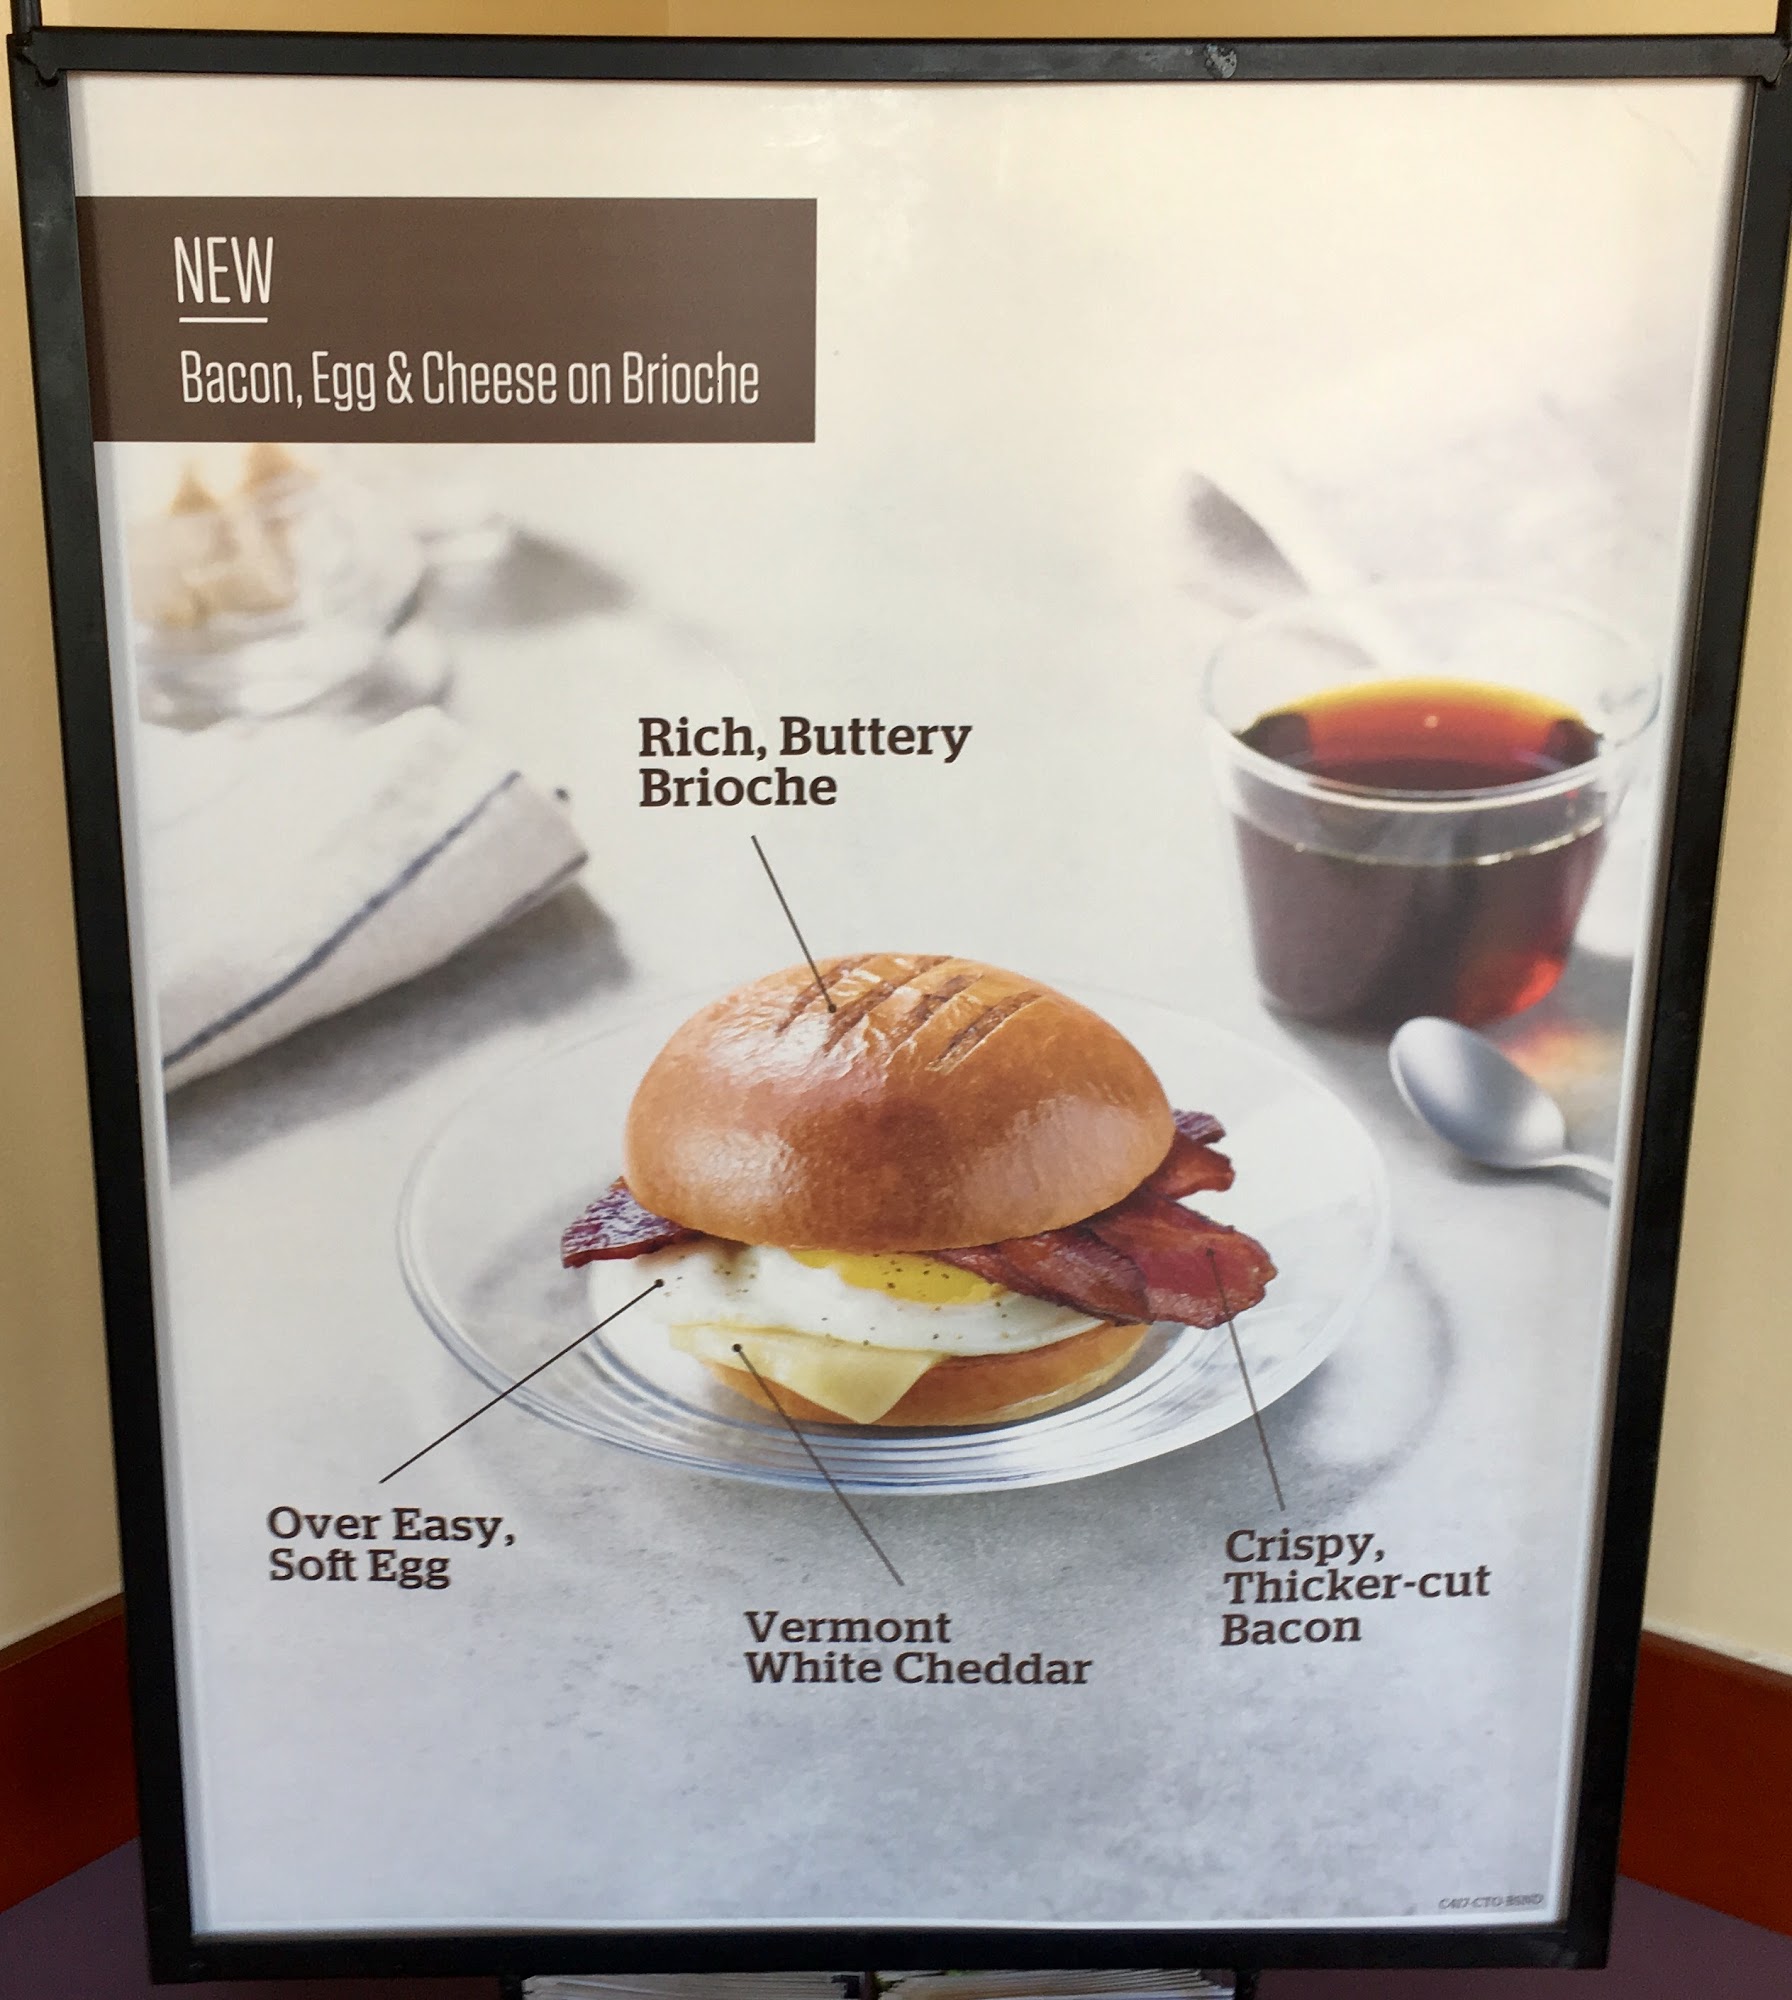 NEW
Bacon, Egg & Cheese on Brioche
Rich, Buttery
Brioche
Over Easy,
Soft Egg
Vermont
White Cheddar
Crispy,
Thicker-cut
Bacon